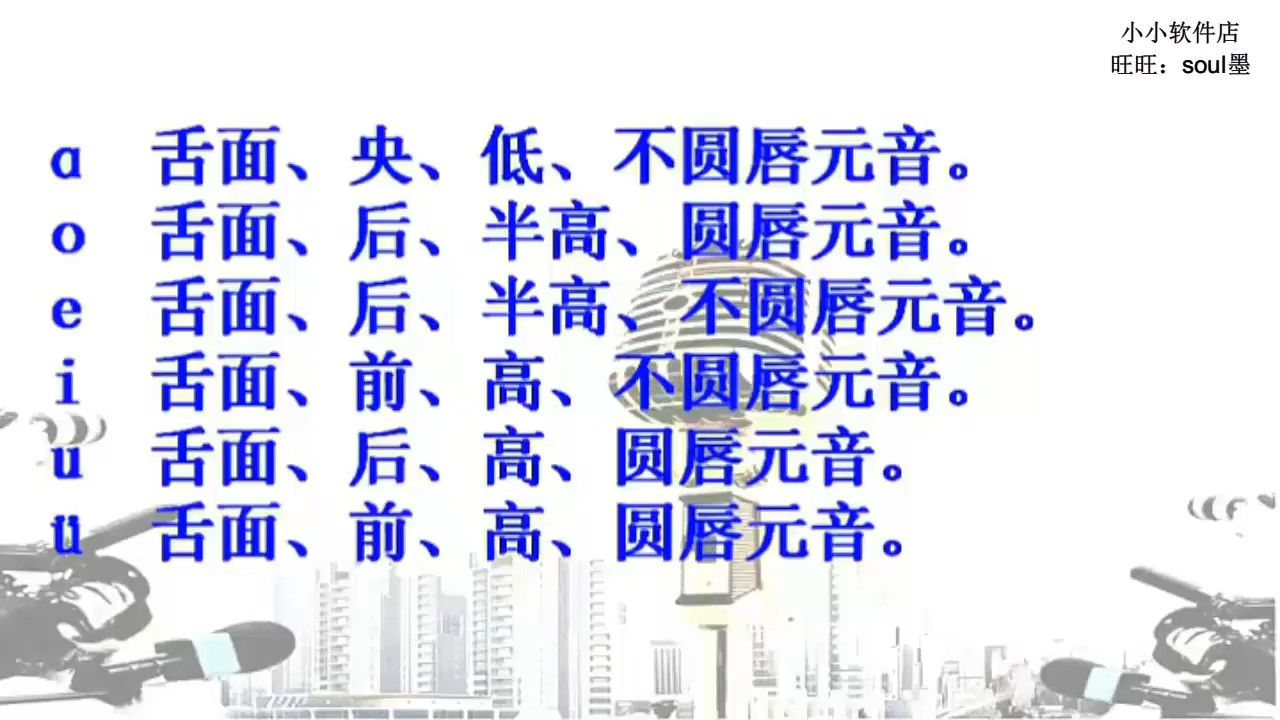 小小软件店
旺旺：soul墨
ɑ 舌面、央、低、不圆唇元音。
o 舌面、后、半高、圆唇元音。
e 舌面、后、半高、不圆唇元音。
i 舌面、前、高、不圆唇元音。
u 舌面、后、高、圆唇元音。
ü 舌面、前、高、圆唇元音。